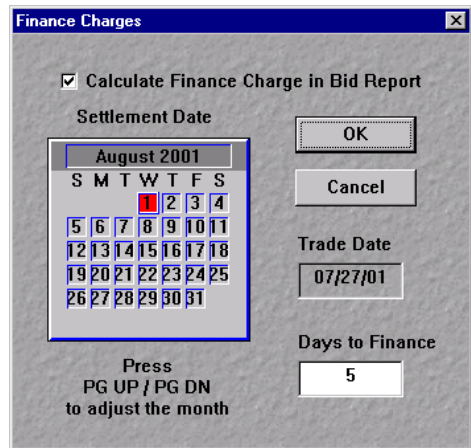 Finance Charges
Calculate Finance Charge in Bid Report
Settlement Date
August 2001
S M T W T F S
1 2 3 4
5 6 7 8 9 10 11
12 13 14 15 16 17 18
19 20 21 22 23 24 25
26 27 28 29 30 31
Press
PG UP / PG DN
to adjust the month
OK
Cancel
Trade Date
07/27/01
Days to Finance
5